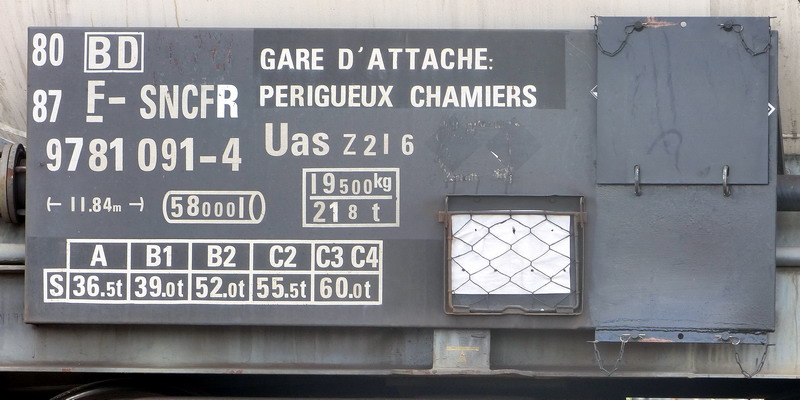 80 BD
87 F- SNCFR
9781 091-4
11.84m
58000l
GARE D'ATTACHE:
PERIGUEUX CHAMIERS
Uas Z216
19500kg
218 t
A B1 B2 C2 C3 C4
S 36.5t 39.0t 52.0t 55.5t 60.0t